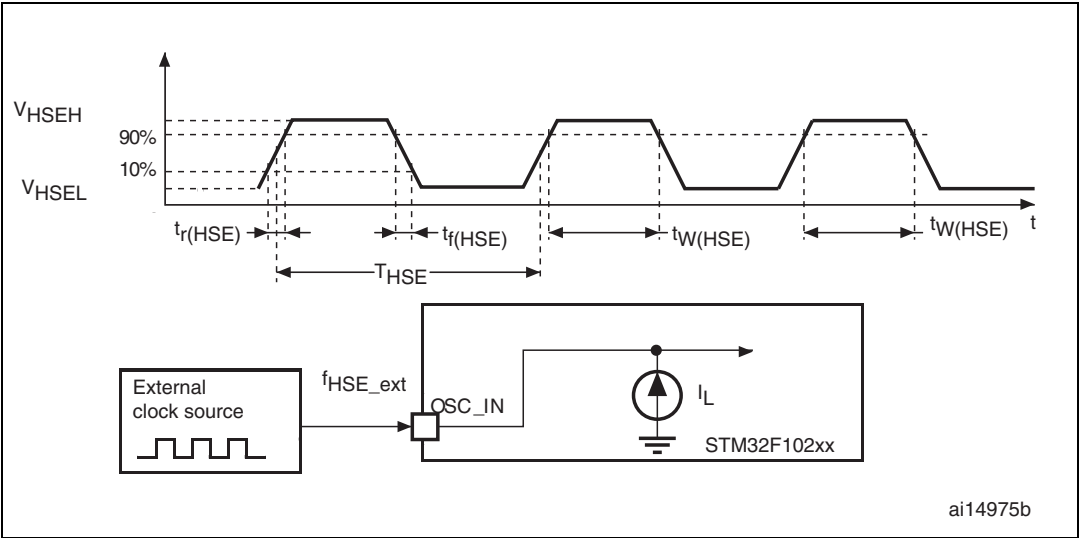 VHSEH
90%
10%
VHSEL
tr(HSE)
tf(HSE)
tW(HSE)
tW(HSE)
t
THSE
External
clock source
fHSE_ext
OSC_IN
IL
STM32F102xx
ai14975b